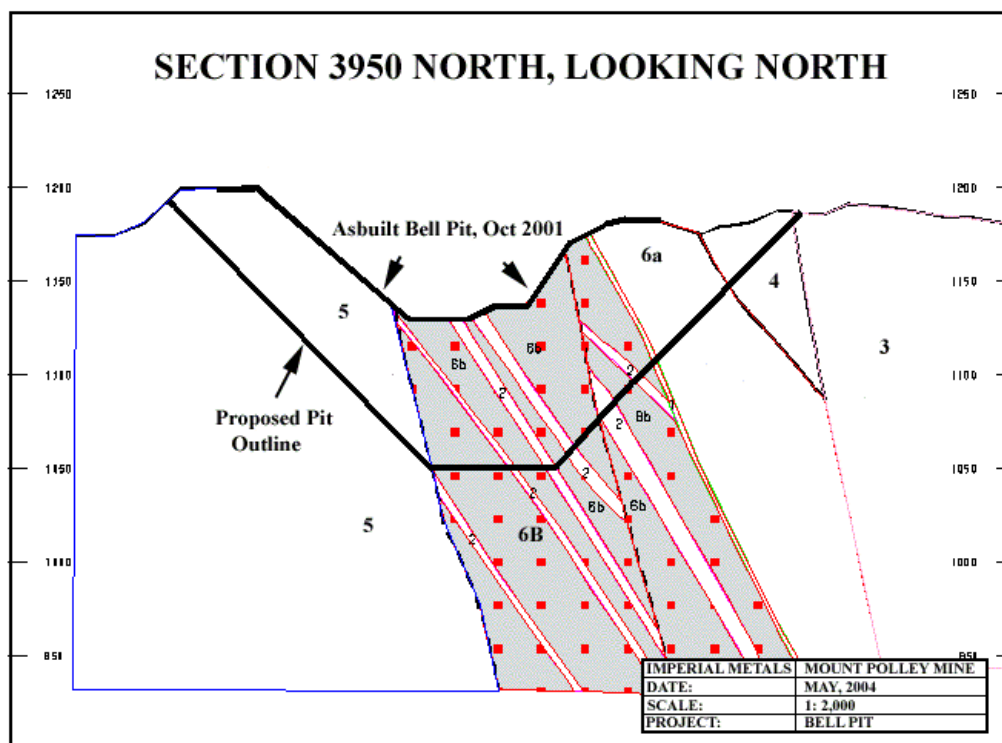 SECTION 3950 NORTH, LOOKING NORTH
1250
1250
1200
1200
Asbuilt Bell Pit, Oct 2001
6a
1150
4
1150
5
3
6b
6b
2
1100
1100
2
Proposed Pit
Outline
2
8b
1050
1050
2
2
6b
6b
5
6B
2
1000
1000
IMPERIAL METALS MOUNT POLLEY MINE
DATE: MAY, 2004
SCALE: 1: 2,000
PROJECT: BELL PIT